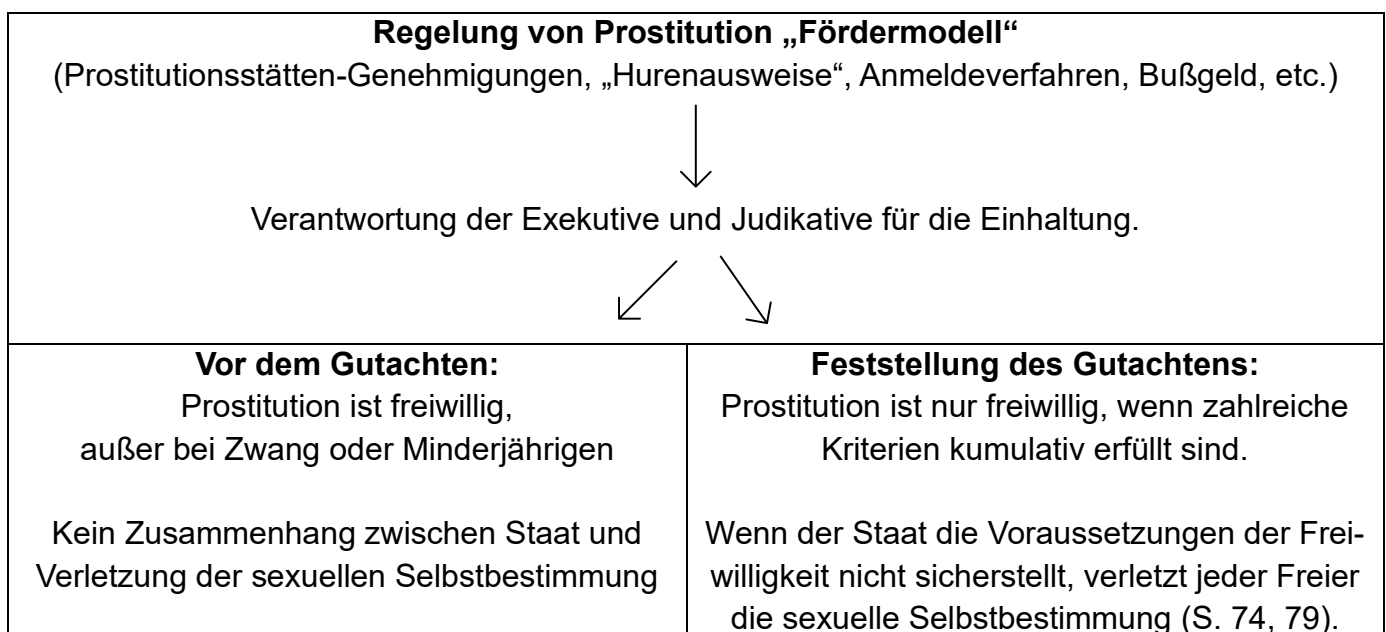 Regelung von Prostitution „Fördermodell“
(Prostitutionsstätten-Genehmigungen, „Hurenausweise“, Anmeldeverfahren, Bußgeld, etc.)
Verantwortung der Exekutive und Judikative für die Einhaltung.
Vor dem Gutachten:
Prostitution ist freiwillig,
außer bei Zwang oder Minderjährigen
Kein Zusammenhang zwischen Staat und
Verletzung der sexuellen Selbstbestimmung
Feststellung des Gutachtens:
Prostitution ist nur freiwillig, wenn zahlreiche
Kriterien kumulativ erfüllt sind.
Wenn der Staat die Voraussetzungen der Frei-
willigkeit nicht sicherstellt, verletzt jeder Freier
die sexuelle Selbstbestimmung (S. 74, 79).